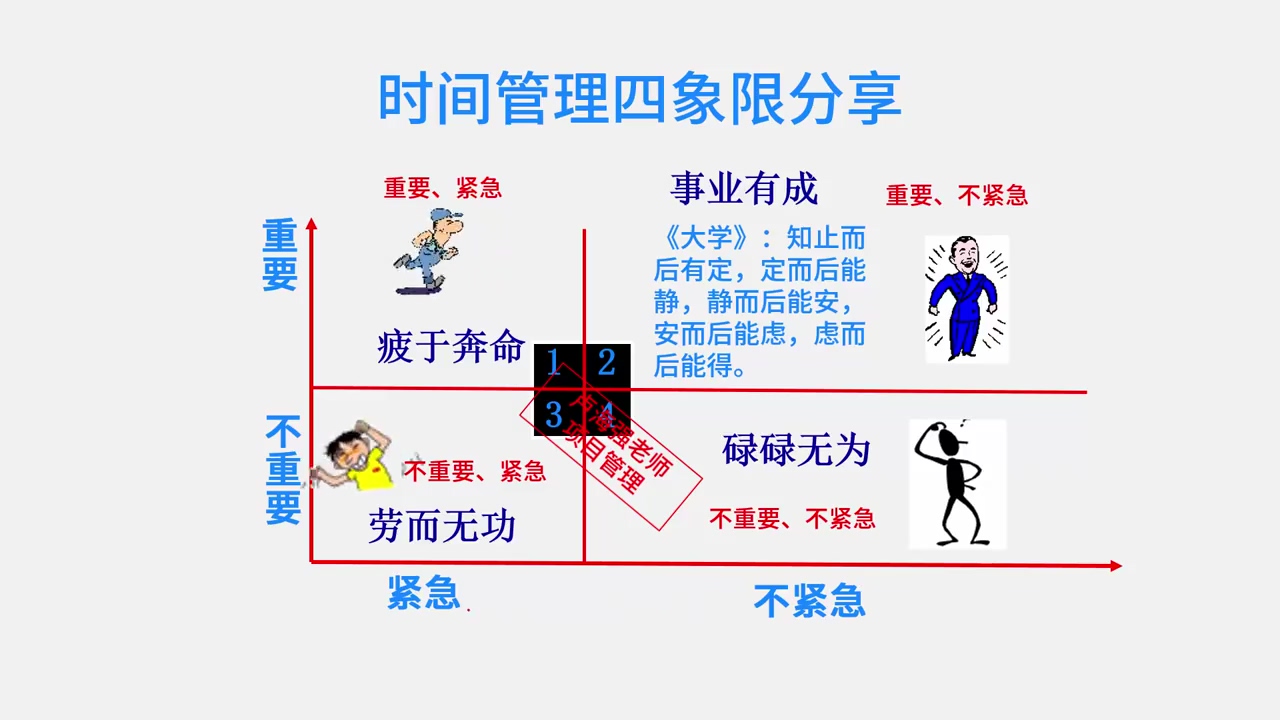 时间管理四象限分享
重要、紧急
事业有成
重要、不紧急
重要
《大学》：知止而
后有定，定而后能
静，静而后能安，
安而后能虑，虑而
后能得。
疲于奔命
1 2
3 4
卢海强老师
项目管理
不重要
不重要、紧急
劳而无功
碌碌无为
不重要、不紧急
紧急
不紧急